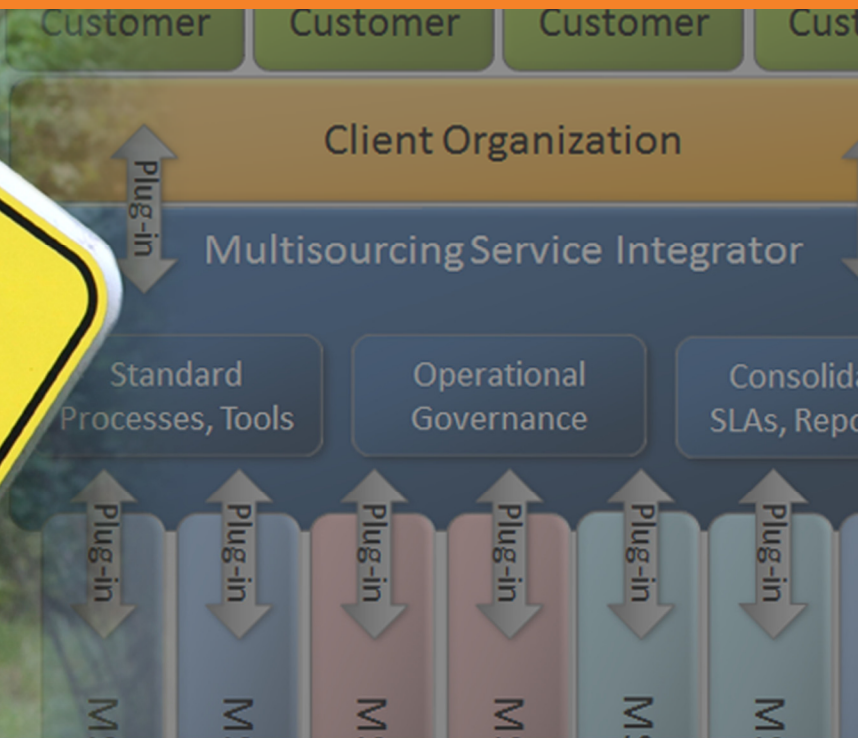 Customer Customer Customer
Client Organization
Plug-in
Multisourcing Service Integrator
Standard
Processes, Tools
Operational
Governance
SLAs,
Plug-in Plug-in Plug-in Plug-in Plug-in Plug-in